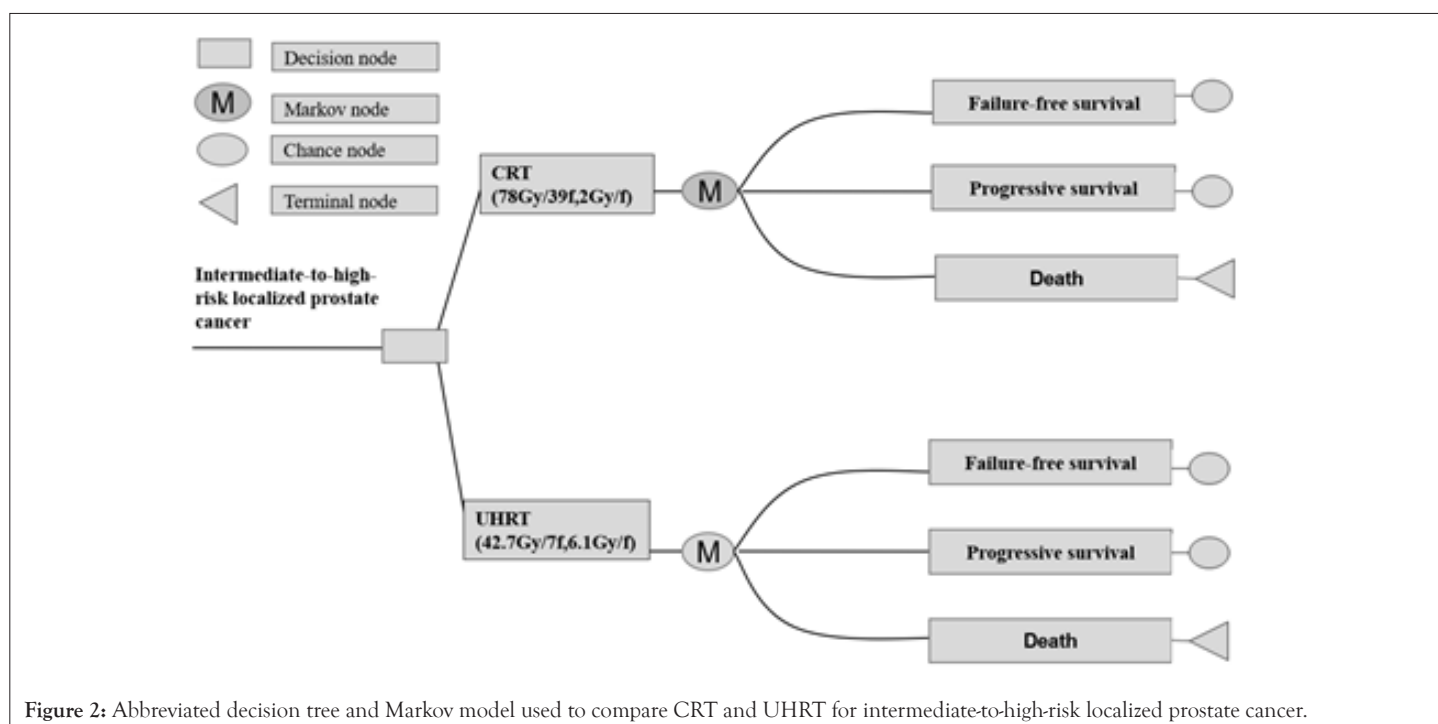 Decision node
M
Markov node
Chance node
Terminal node
Intermediate-to-high-
risk localized prostate
cancer
CRT
(78Gy/39f,2Gy/f)
M
Failure-free survival
Progressive survival
Death
UHRT
(42.7Gy/7f,6.1Gy/f)
M
Failure-free survival
Progressive survival
Death
Figure 2: Abbreviated decision tree and Markov model used to compare CRT and UHRT for intermediate-to-high-risk localized prostate cancer.